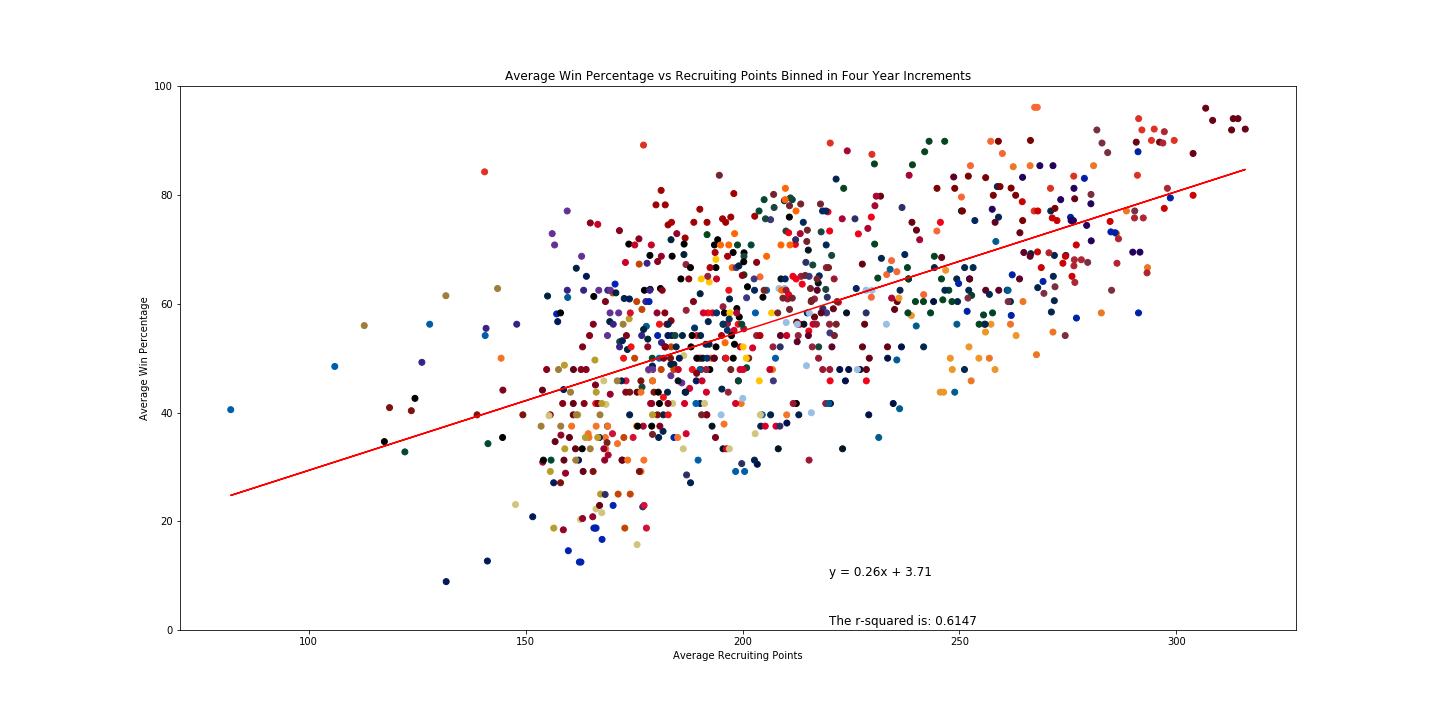 Average Win Percentage vs Recruiting Points Binned in Four Year Increments
100
80
60
40
20
0
Average Win Percentage
y = 0.26x + 3.71
The r-squared is: 0.6147
100 150 200 250 300
Average Recruiting Points